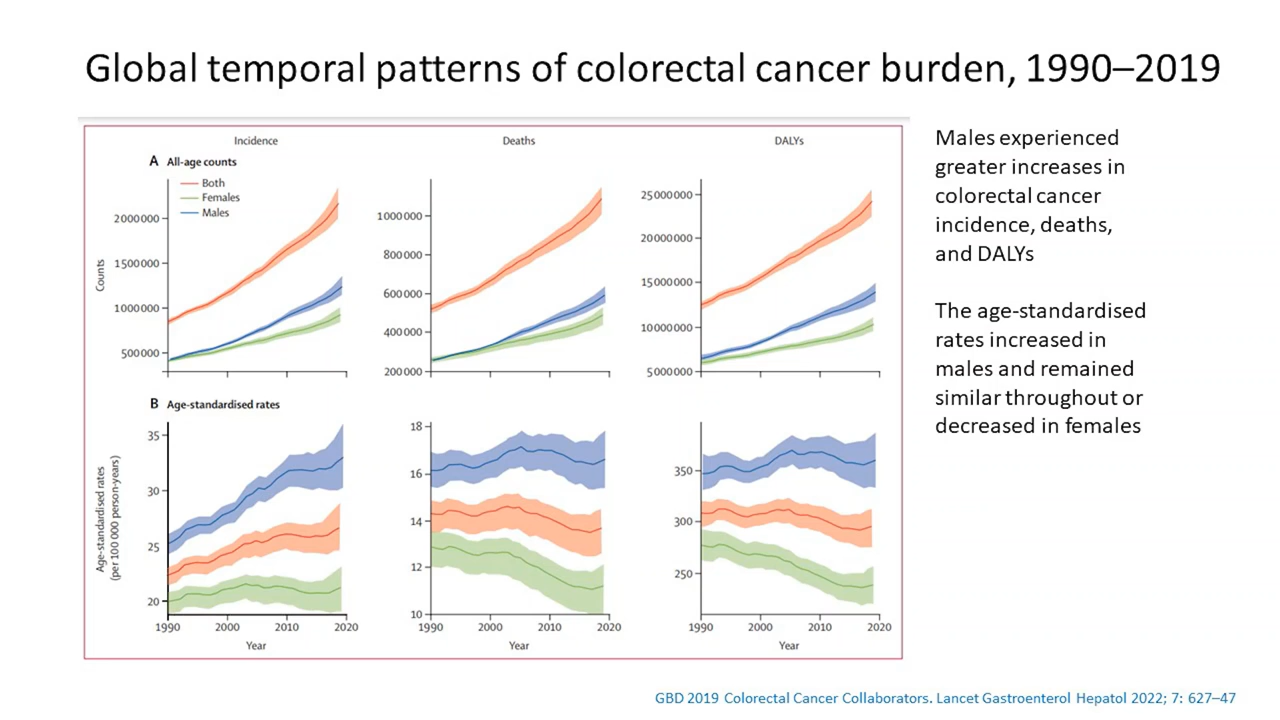 Global temporal patterns of colorectal cancer burden, 1990–2019
Incidence
Deaths
DALYs
A All-age counts
Both
Females
Males
Counts
2000000
1500000
1000000
500000
1000000
800000
600000
400000
200000
25000000
20000000
15000000
10000000
5000000
B Age-standardised rates
Age-standardised rates
(per 100 000 person-years)
35
30
25
20
18
16
14
12
10
350
300
250
1990 2000 2010 2020
1990 2000 2010 2020
1990 2000 2010 2020
Year
Year
Year
Males experienced
greater increases in
colorectal cancer
incidence, deaths,
and DALYs
The age-standardised
rates increased in
males and remained
similar throughout or
decreased in females
GBD 2019 Colorectal Cancer Collaborators. Lancet Gastroenterol Hepatol 2022; 7: 627–47